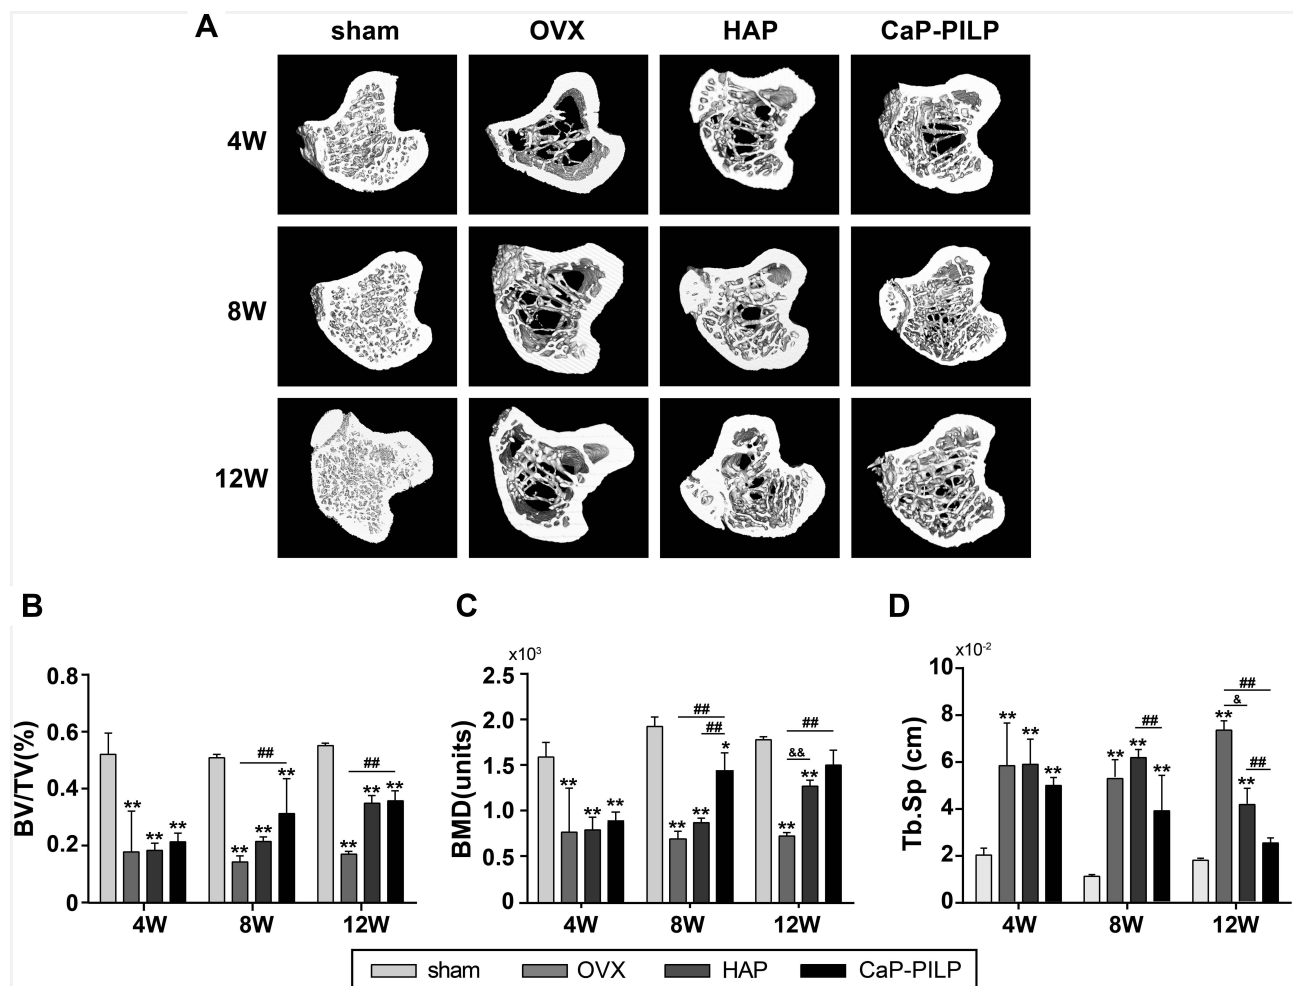 A
sham OVX HAP CaP-PILP
4W
8W
12W
B
C
D
BV/TV(%)
0.8
0.6
0.4
0.2
0
** ** **
** ** ** ##
** ** ** ##
4W 8W 12W
BMD(units)
x10³
2.5
2.0
1.5
1.0
0.5
0
** ** **
** ** * ## ##
** ** && ##
4W 8W 12W
Tb.Sp (cm)
x10⁻²
10
8
6
4
2
0
** ** **
** ** ** ##
** ** & ## ##
4W 8W 12W
sham OVX HAP CaP-PILP